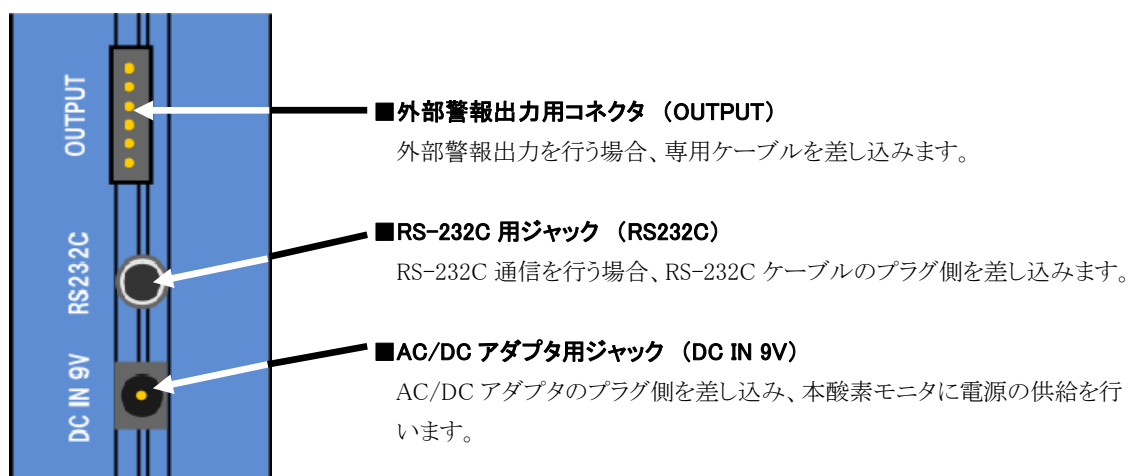 OUTPUT
■外部警報出力用コネクタ （OUTPUT）
外部警報出力を行う場合、専用ケーブルを差し込みます。
RS232C
■RS-232C 用ジャック （RS232C）
RS-232C 通信を行う場合、RS-232C ケーブルのプラグ側を差し込みます。
DC IN 9V
■AC/DC アダプタ用ジャック （DC IN 9V）
AC/DC アダプタのプラグ側を差し込み、本酸素モニタに電源の供給を行
います。